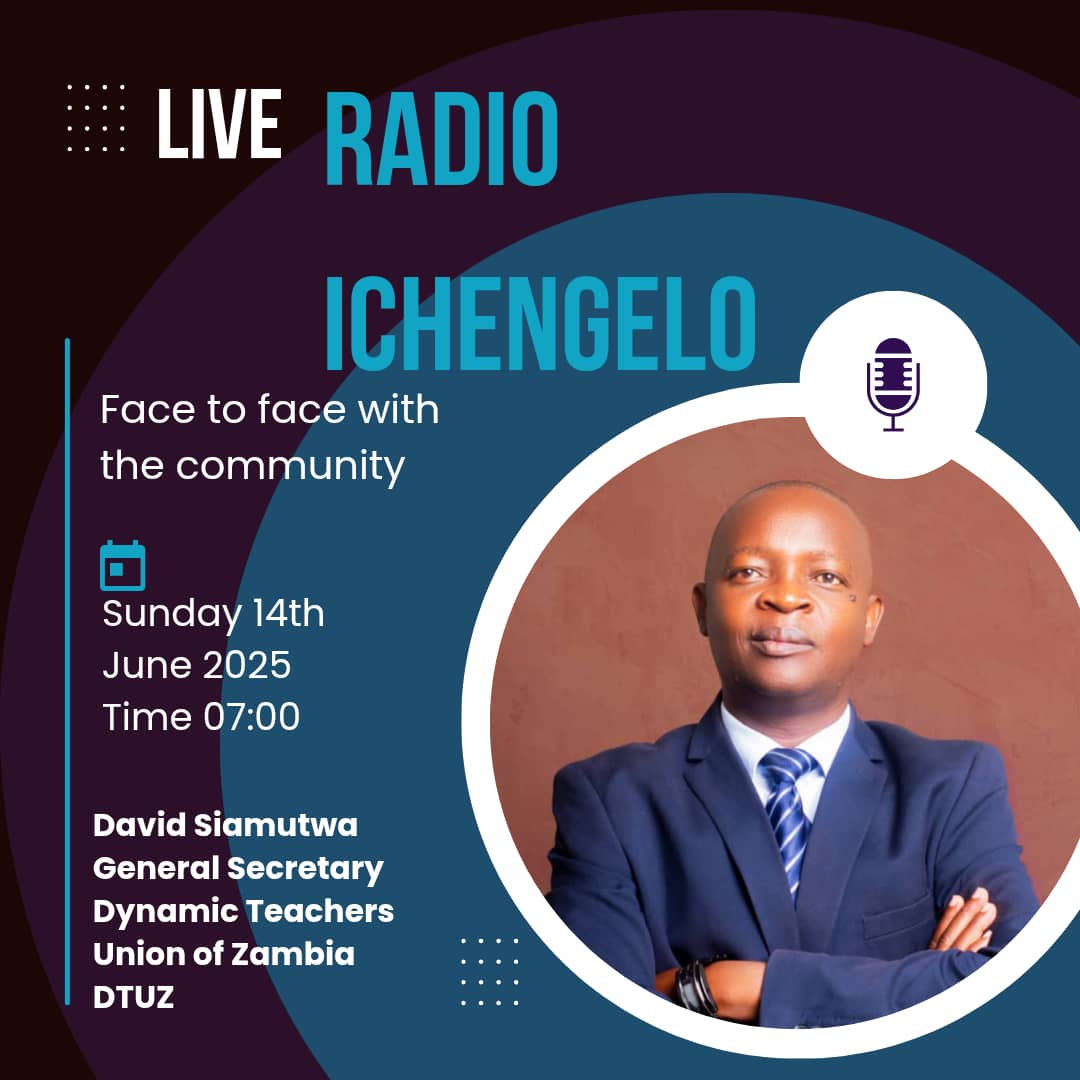 LIVE RADIO
ICHENGELO
Face to face with
the community
Sunday 14th
June 2025
Time 07:00
David Siamutwa
General Secretary
Dynamic Teachers
Union of Zambia
DTUZ